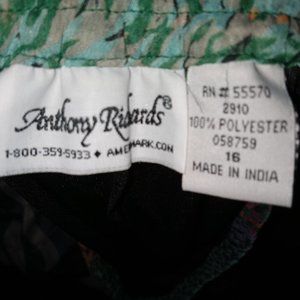 Anthony Richards®
1-800-359-5933 ♦ AMERIMARK.COM
RN # 55570
2910
100% POLYESTER
058759
16
MADE IN INDIA